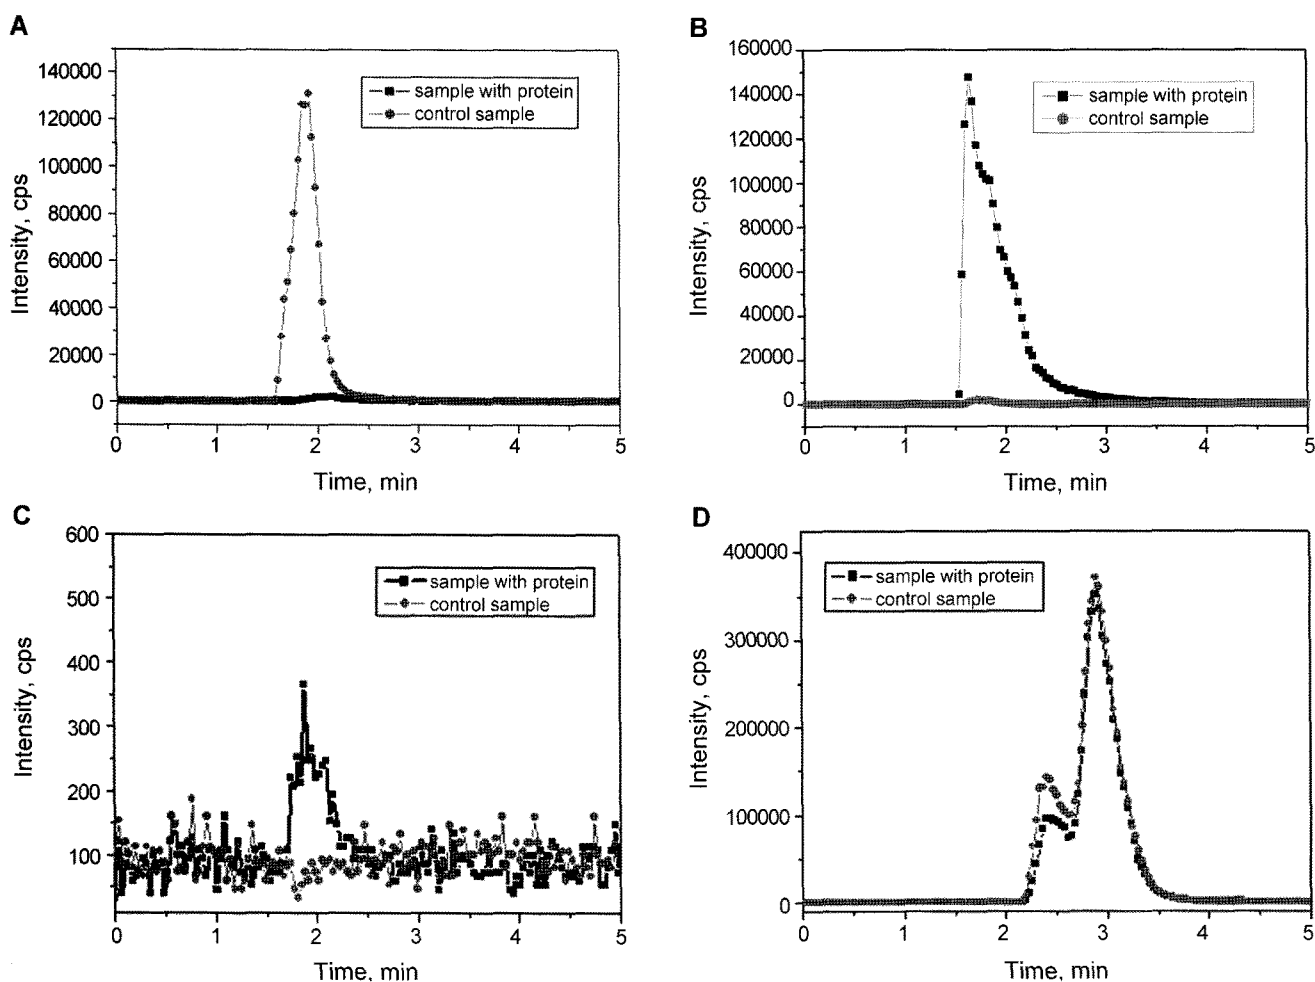 A
140000
120000
100000
80000
60000
40000
20000
0
0 1 2 3 4 5
Intensity, cps
Time, min
sample with protein
control sample
B
160000
140000
120000
100000
80000
60000
40000
20000
0
0 1 2 3 4 5
Intensity, cps
Time, min
sample with protein
control sample
C
600
500
400
300
200
100
0 1 2 3 4 5
Intensity, cps
Time, min
sample with protein
control sample
D
400000
300000
200000
100000
0
0 1 2 3 4 5
Intensity, cps
Time, min
sample with protein
control sample